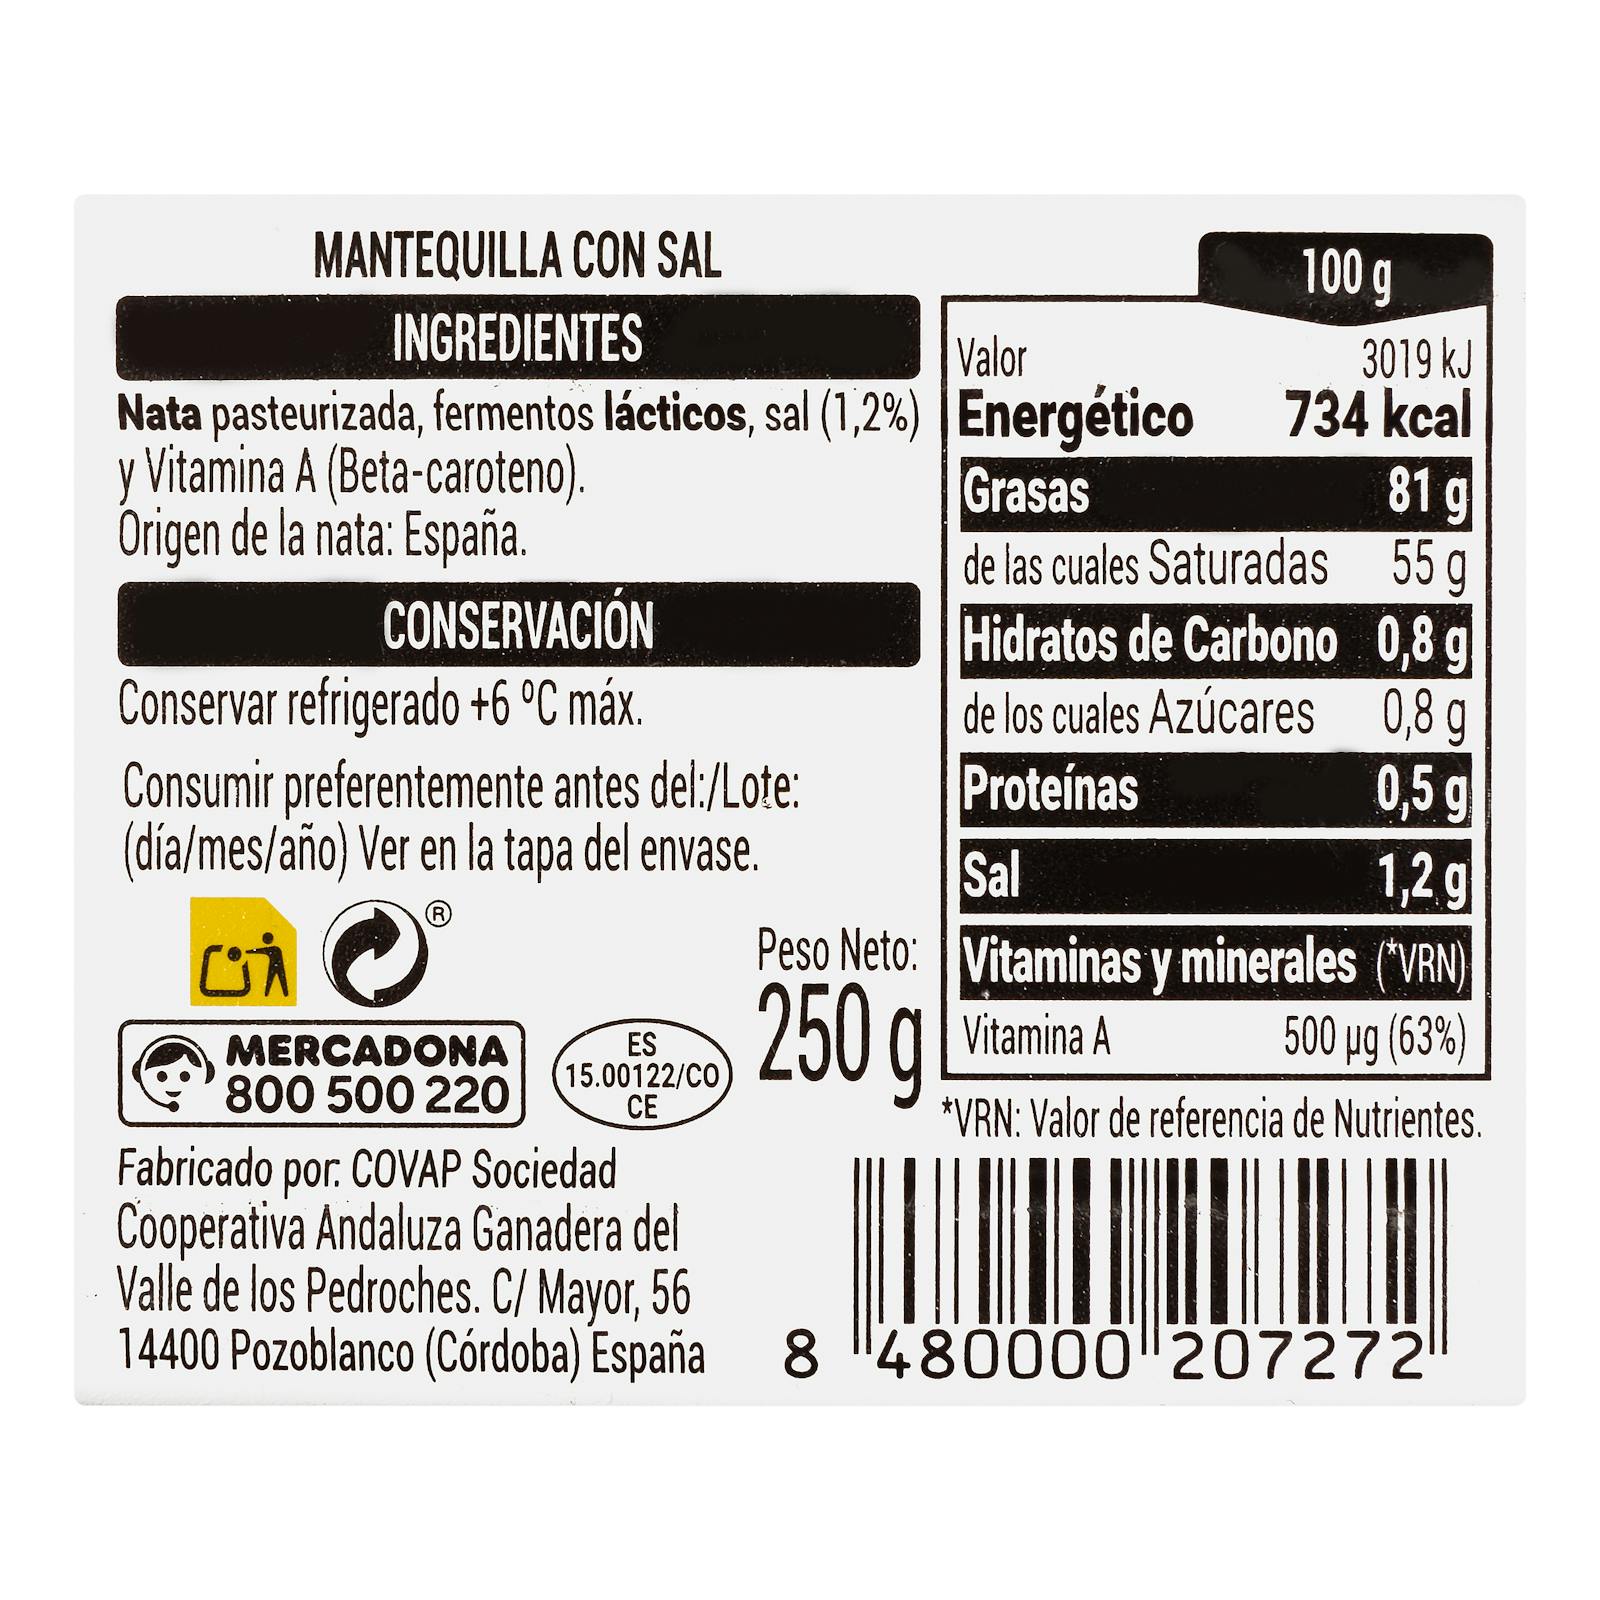 MANTEQUILLA CON SAL
INGREDIENTES
Nata pasteurizada, fermentos lácticos, sal (1,2%)
y Vitamina A (Beta-caroteno).
Origen de la nata: España.
CONSERVACIÓN
Conservar refrigerado +6 ºC máx.
Consumir preferentemente antes del:/Lote:
(día/mes/año) Ver en la tapa del envase.
®
MERCADONA
800 500 220
ES
15.00122/CO
CE
Peso Neto:
250 g
Fabricado por: COVAP Sociedad
Cooperativa Andaluza Ganadera del
Valle de los Pedroches. C/ Mayor, 56
14400 Pozoblanco (Córdoba) España
100 g
Valor 3019 kJ
Energético 734 kcal
Grasas 81 g
de las cuales Saturadas 55 g
Hidratos de Carbono 0,8 g
de los cuales Azúcares 0,8 g
Proteínas 0,5 g
Sal 1,2 g
Vitaminas y minerales (*VRN)
Vitamina A 500 µg (63%)
*VRN: Valor de referencia de Nutrientes.
8 480000 207272